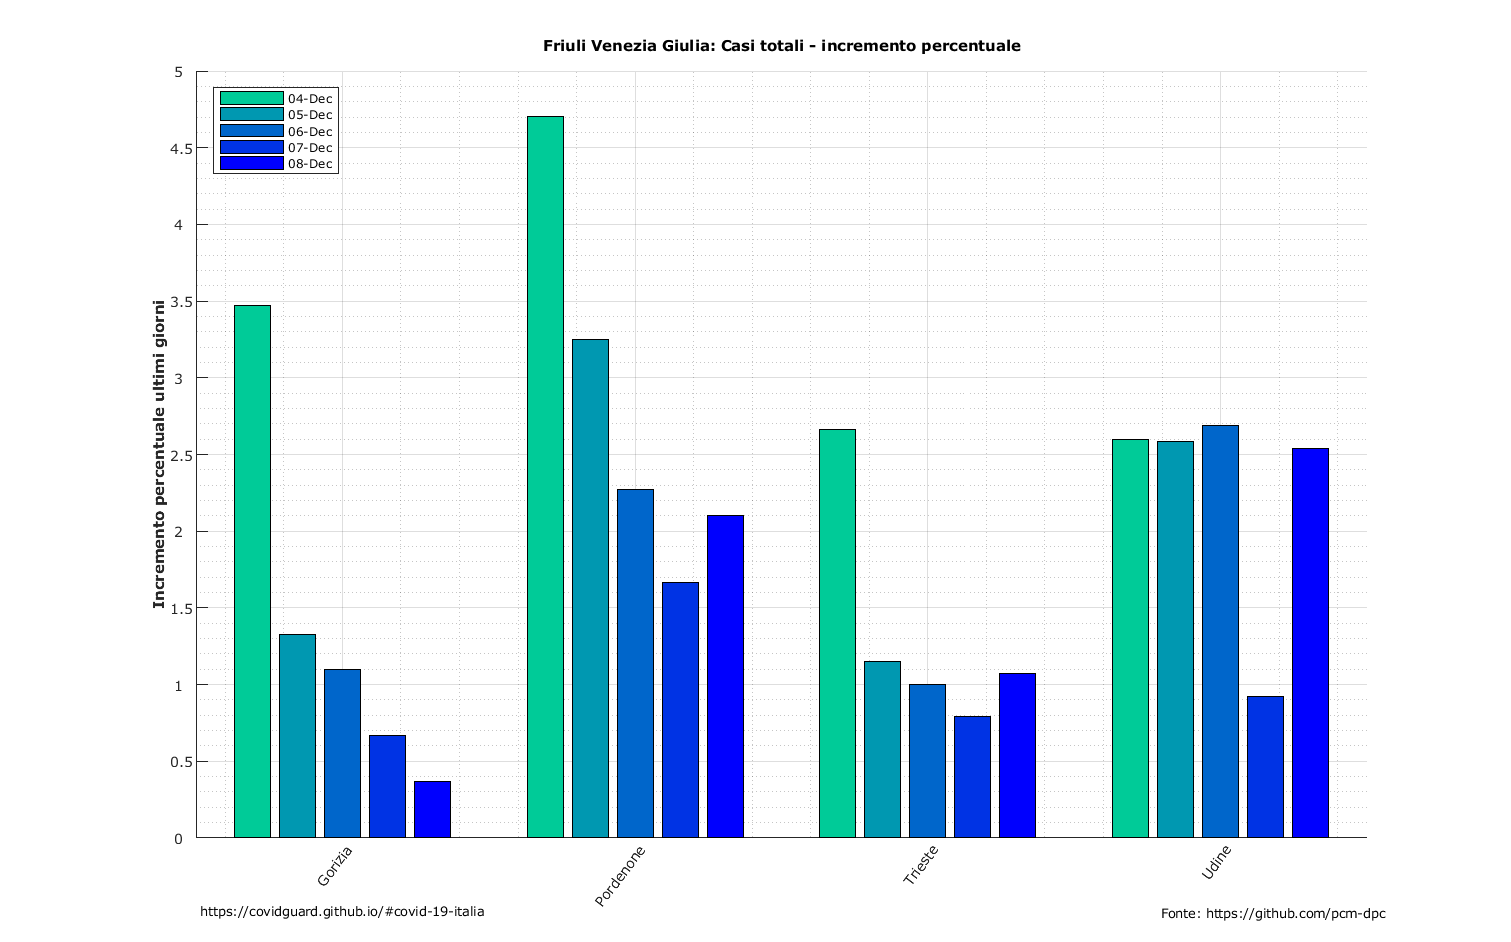 Friuli Venezia Giulia: Casi totali - incremento percentuale
04-Dec
05-Dec
06-Dec
07-Dec
08-Dec
Incremento percentuale ultimi giorni
5
4.5
4
3.5
3
2.5
2
1.5
1
0.5
0
Gorizia
Pordenone
Trieste
Udine
https://covidguard.github.io/#covid-19-italia
Fonte: https://github.com/pcm-dpc